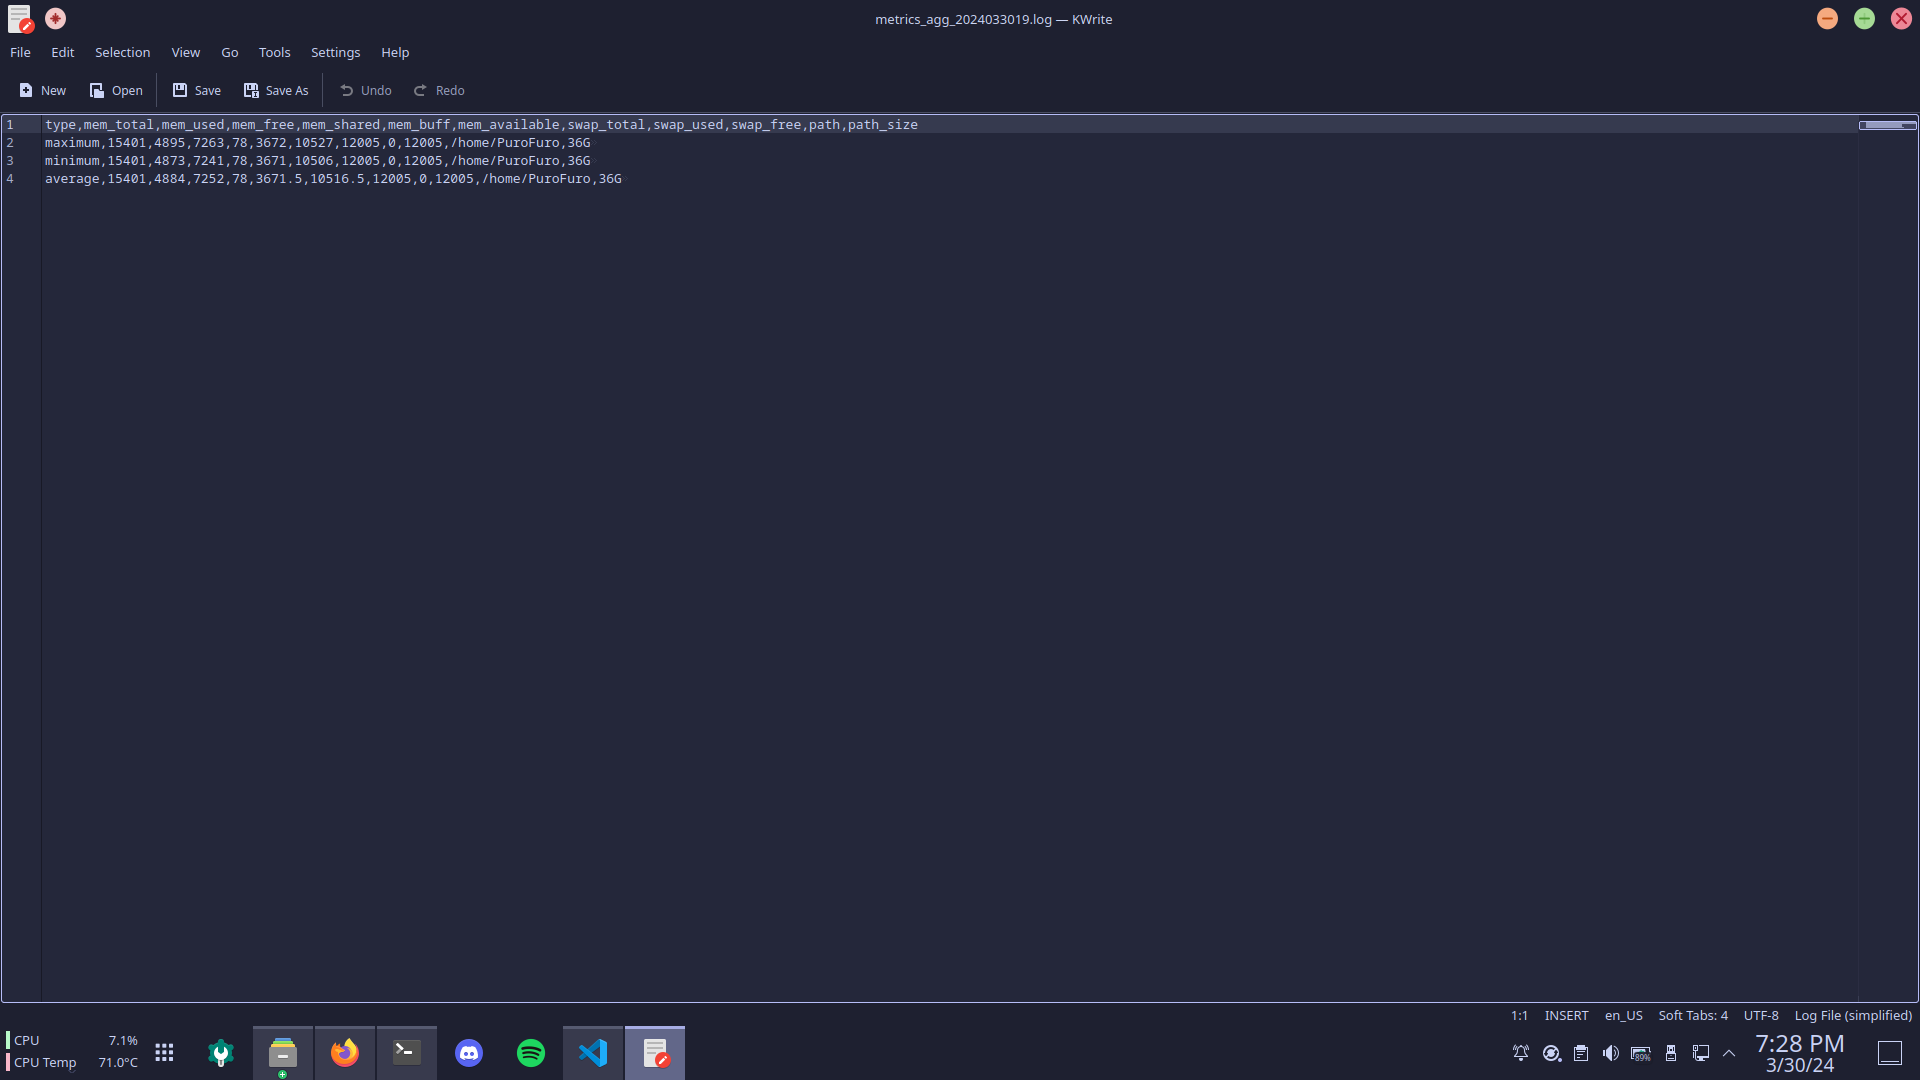 metrics_agg_2024033019.log — KWrite
File Edit Selection View Go Tools Settings Help
New Open Save Save As Undo Redo
1 type,mem_total,mem_used,mem_free,mem_shared,mem_buff,mem_available,swap_total,swap_used,swap_free,path,path_size
2 maximum,15401,4895,7263,78,3672,10527,12005,0,12005,/home/PuroFuro,36G
3 minimum,15401,4873,7241,78,3671,10506,12005,0,12005,/home/PuroFuro,36G
4 average,15401,4884,7252,78,3671.5,10516.5,12005,0,12005,/home/PuroFuro,36G
1:1 INSERT en_US Soft Tabs: 4 UTF-8 Log File (simplified)
CPU 7.1%
CPU Temp 71.0°C
89%
7:28 PM
3/30/24